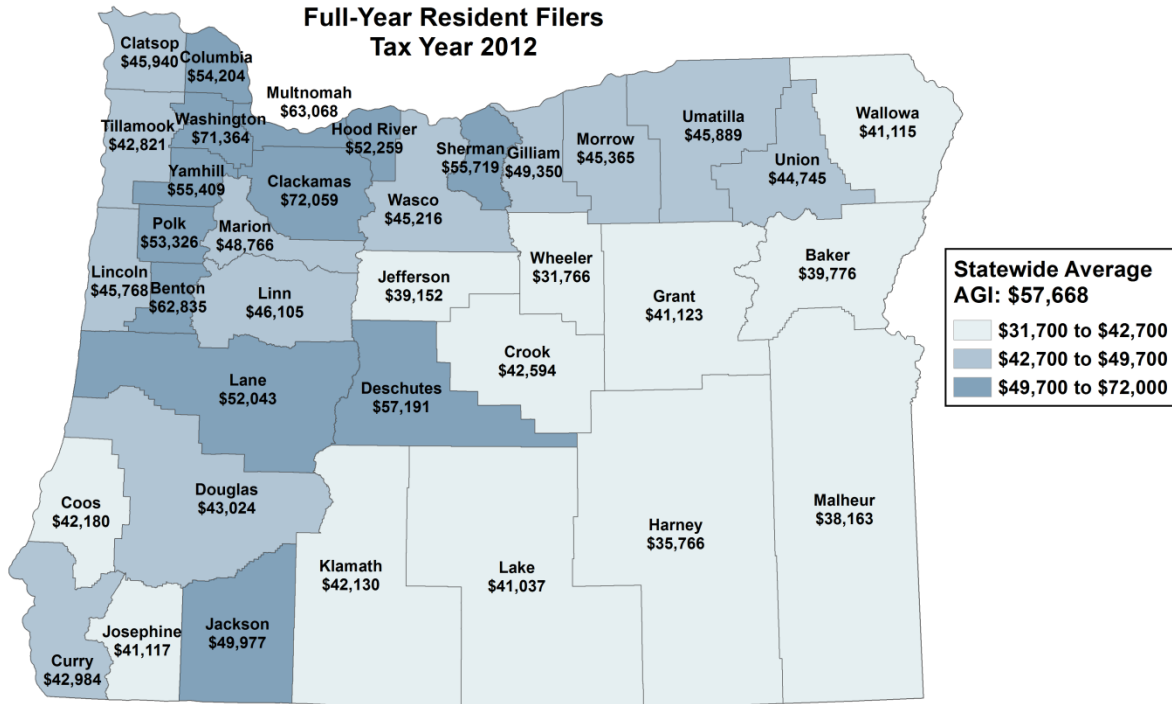 Full-Year Resident Filers
Tax Year 2012
Clatsop
$45,940
Columbia
$54,204
Multnomah
$63,068
Tillamook
$42,821
Washington
$71,364
Hood River
$52,259
Sherman
$55,719
Gilliam
$49,350
Morrow
$45,365
Umatilla
$45,889
Union
$44,745
Wallowa
$41,115
Yamhill
$55,409
Clackamas
$72,059
Wasco
$45,216
Polk
$53,326
Marion
$48,766
Lincoln
$45,768
Benton
$62,835
Linn
$46,105
Jefferson
$39,152
Wheeler
$31,766
Grant
$41,123
Baker
$39,776
Crook
$42,594
Lane
$52,043
Deschutes
$57,191
Coos
$42,180
Douglas
$43,024
Klamath
$42,130
Lake
$41,037
Harney
$35,766
Malheur
$38,163
Curry
$42,984
Josephine
$41,117
Jackson
$49,977
Statewide Average
AGI: $57,668
$31,700 to $42,700
$42,700 to $49,700
$49,700 to $72,000